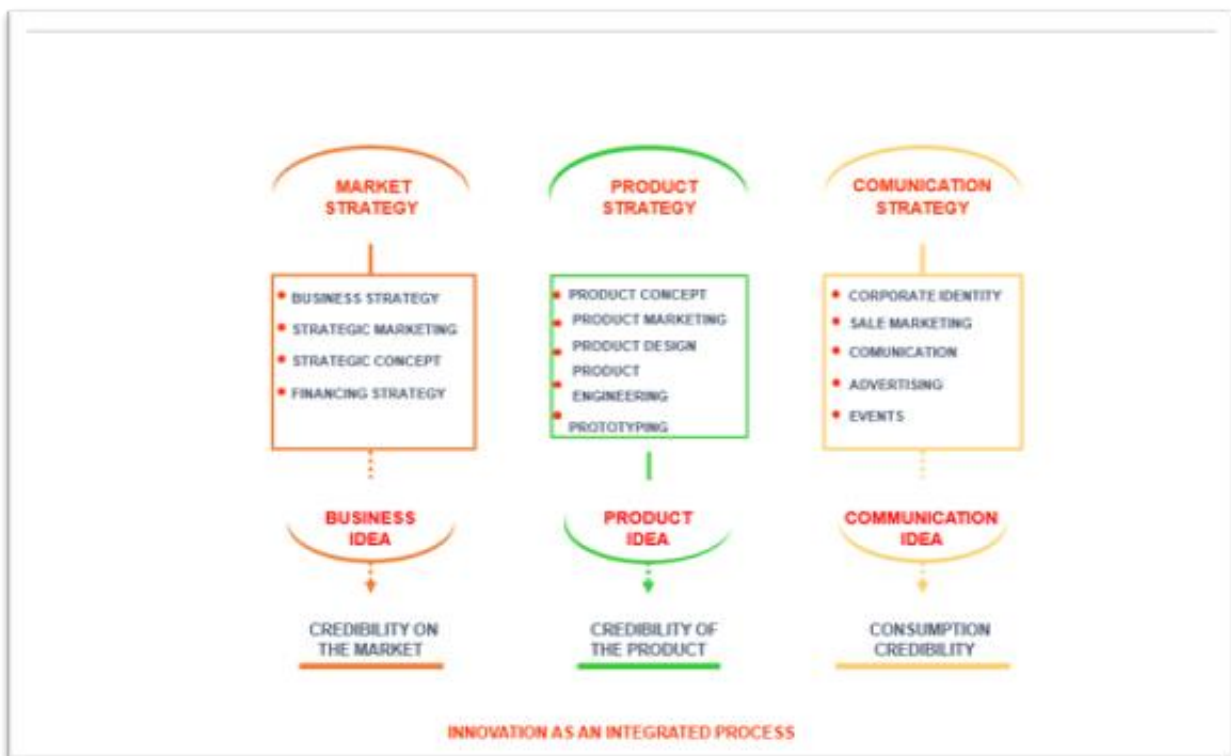 MARKET
STRATEGY
BUSINESS STRATEGY
STRATEGIC MARKETING
STRATEGIC CONCEPT
FINANCING STRATEGY
BUSINESS
IDEA
CREDIBILITY ON
THE MARKET
PRODUCT
STRATEGY
PRODUCT CONCEPT
PRODUCT MARKETING
PRODUCT DESIGN
PRODUCT
ENGINEERING
PROTOTYPING
PRODUCT
IDEA
CREDIBILITY OF
THE PRODUCT
COMUNICATION
STRATEGY
CORPORATE IDENTITY
SALE MARKETING
COMUNICATION
ADVERTISING
EVENTS
COMMUNICATION
IDEA
CONSUMPTION
CREDIBILITY
INNOVATION AS AN INTEGRATED PROCESS